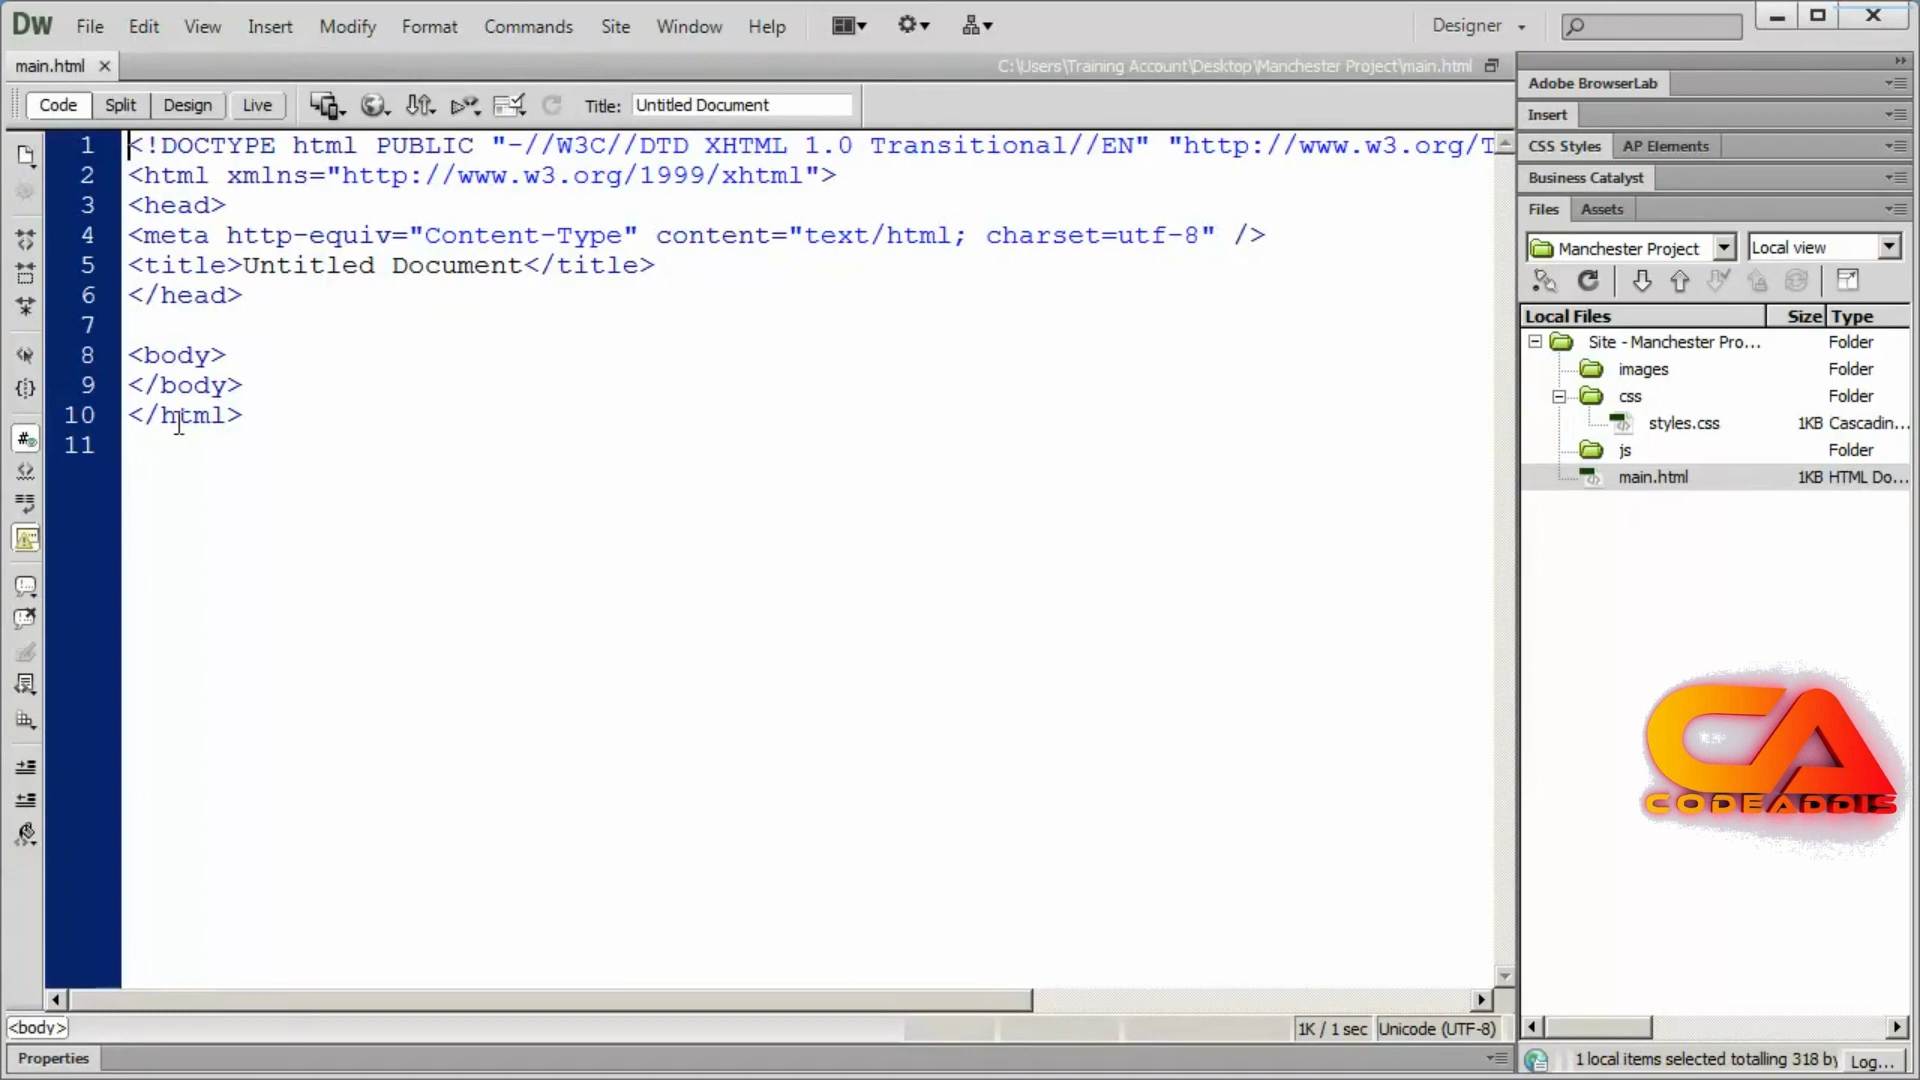 DW File Edit View Insert Modify Format Commands Site Window Help Designer
main.html C:\Users\Training Account\Desktop\Manchester Project\main.html
Code Split Design Live Title: Untitled Document
1 <!DOCTYPE html PUBLIC "-//W3C//DTD XHTML 1.0 Transitional//EN" "http://www.w3.org/T
2 <html xmlns="http://www.w3.org/1999/xhtml">
3 <head>
4 <meta http-equiv="Content-Type" content="text/html; charset=utf-8" />
5 <title>Untitled Document</title>
6 </head>
7
8 <body>
9 </body>
10 </html>
11
<body> 1K / 1 sec Unicode (UTF-8)
Properties
Adobe BrowserLab
Insert
CSS Styles AP Elements
Business Catalyst
Files Assets
Manchester Project Local view
Local Files Size Type
Site - Manchester Pro... Folder
images Folder
css Folder
styles.css 1KB Cascadin...
js Folder
main.html 1KB HTML Do...
CA
CODEADDIS
1 local items selected totalling 318 by Log...